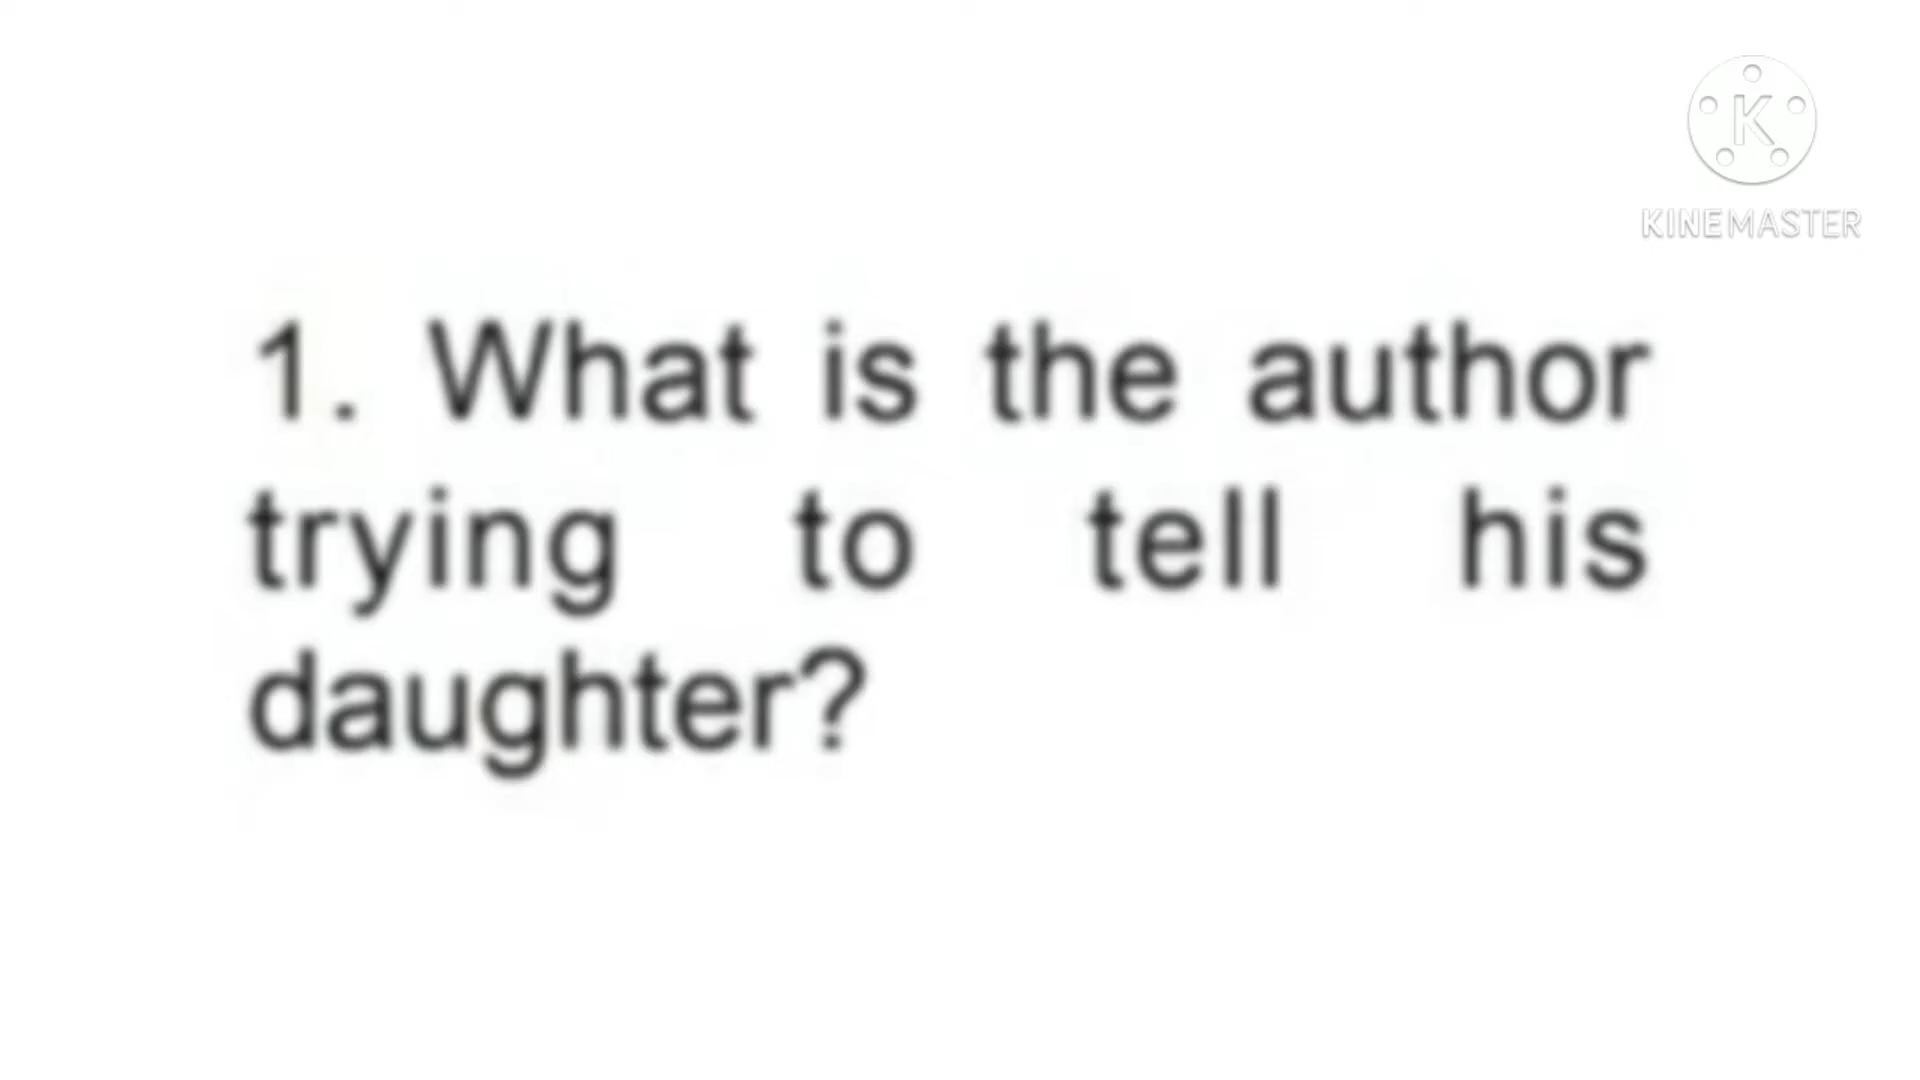 K
KINEMASTER
1. What is the author
trying to tell his
daughter?